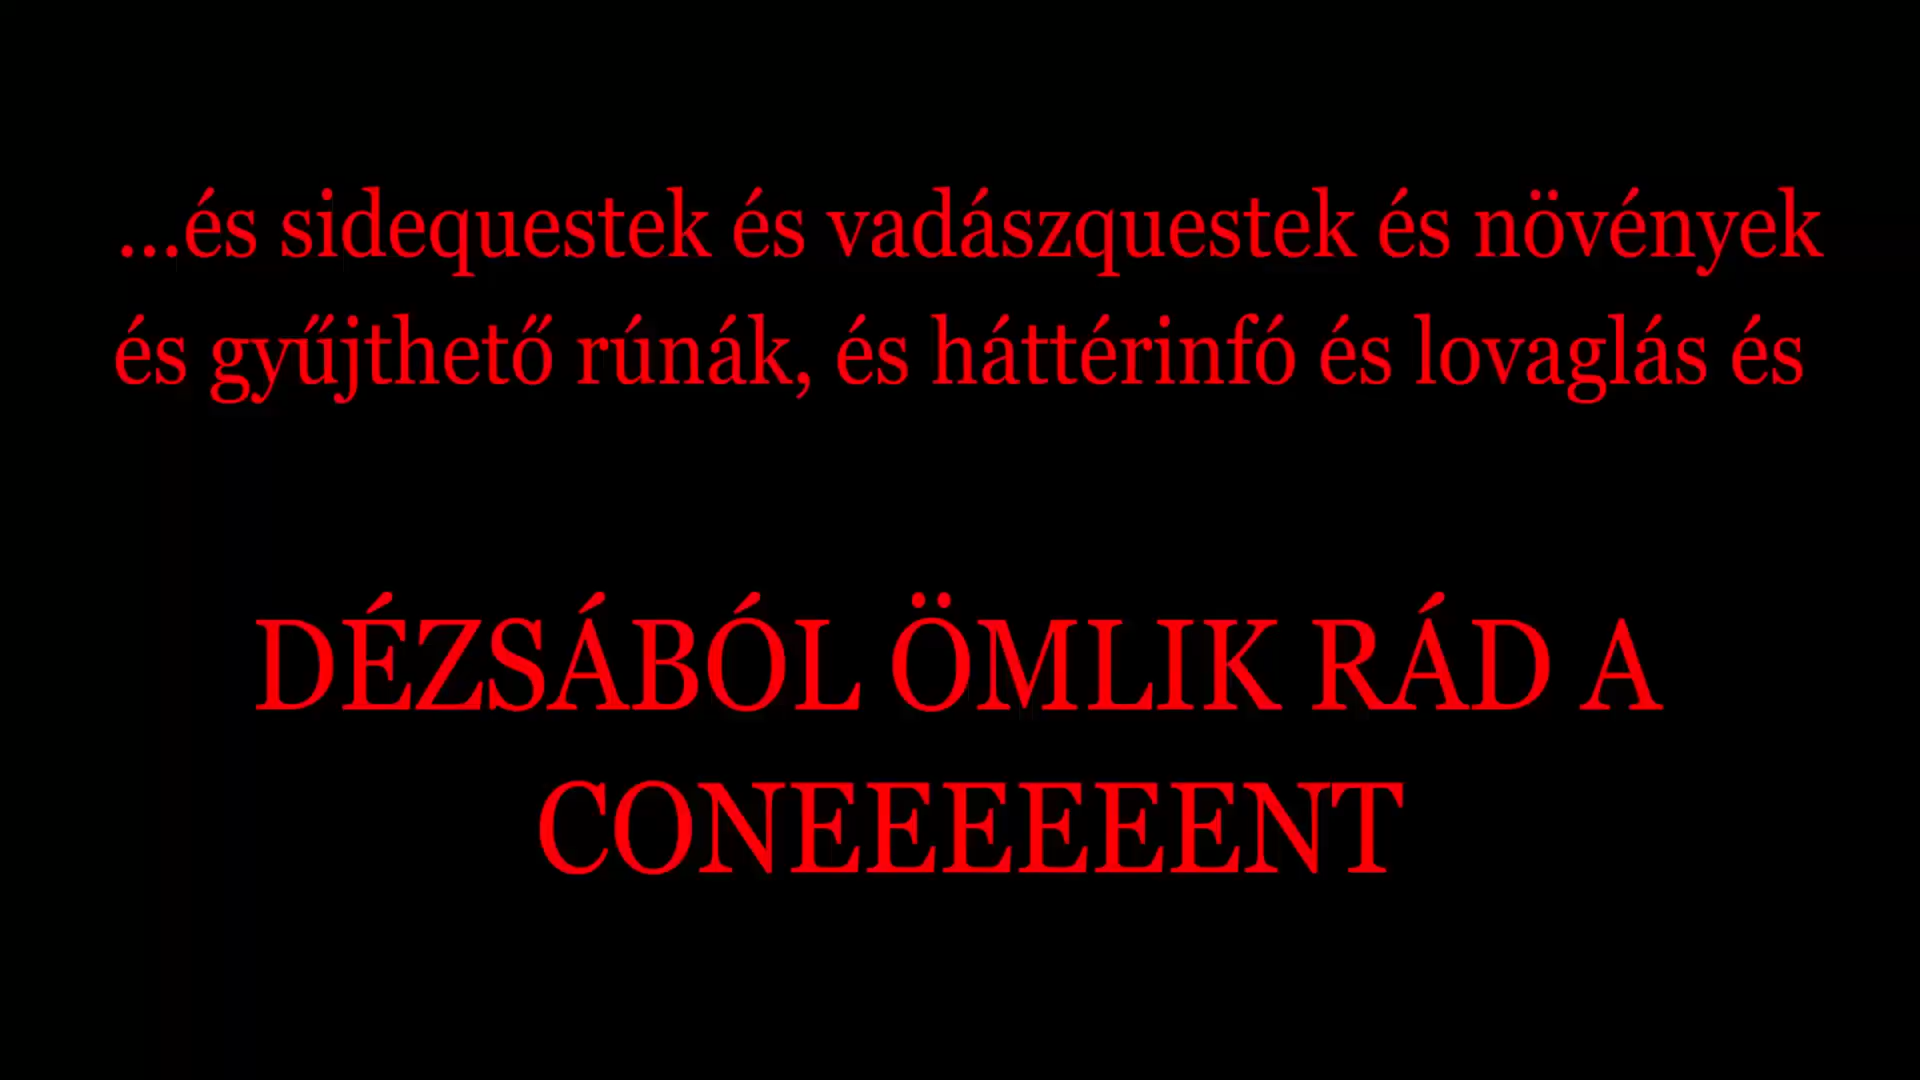 ...és sidequestek és vadászquestek és növények
és gyűjthető rúnák, és háttérinfó és lovaglás és
DÉZSÁBÓL ÖMLIK RÁD A
CONEEEEEENT